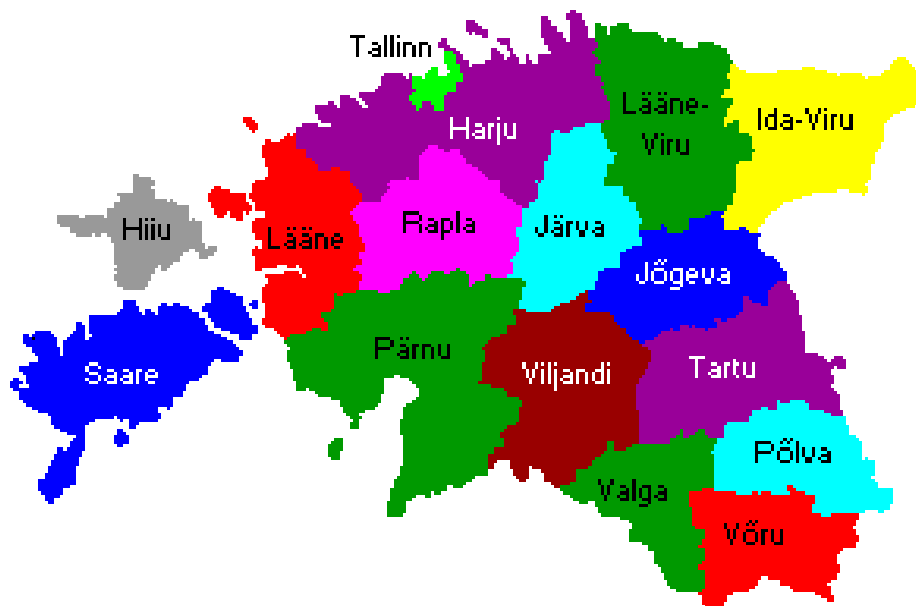 Tallinn
Harju
Lääne-
Viru
Ida-Viru
Hiiu
Lääne
Rapla
Järva
Jõgeva
Saare
Pärnu
Viljandi
Tartu
Põlva
Valga
Võru